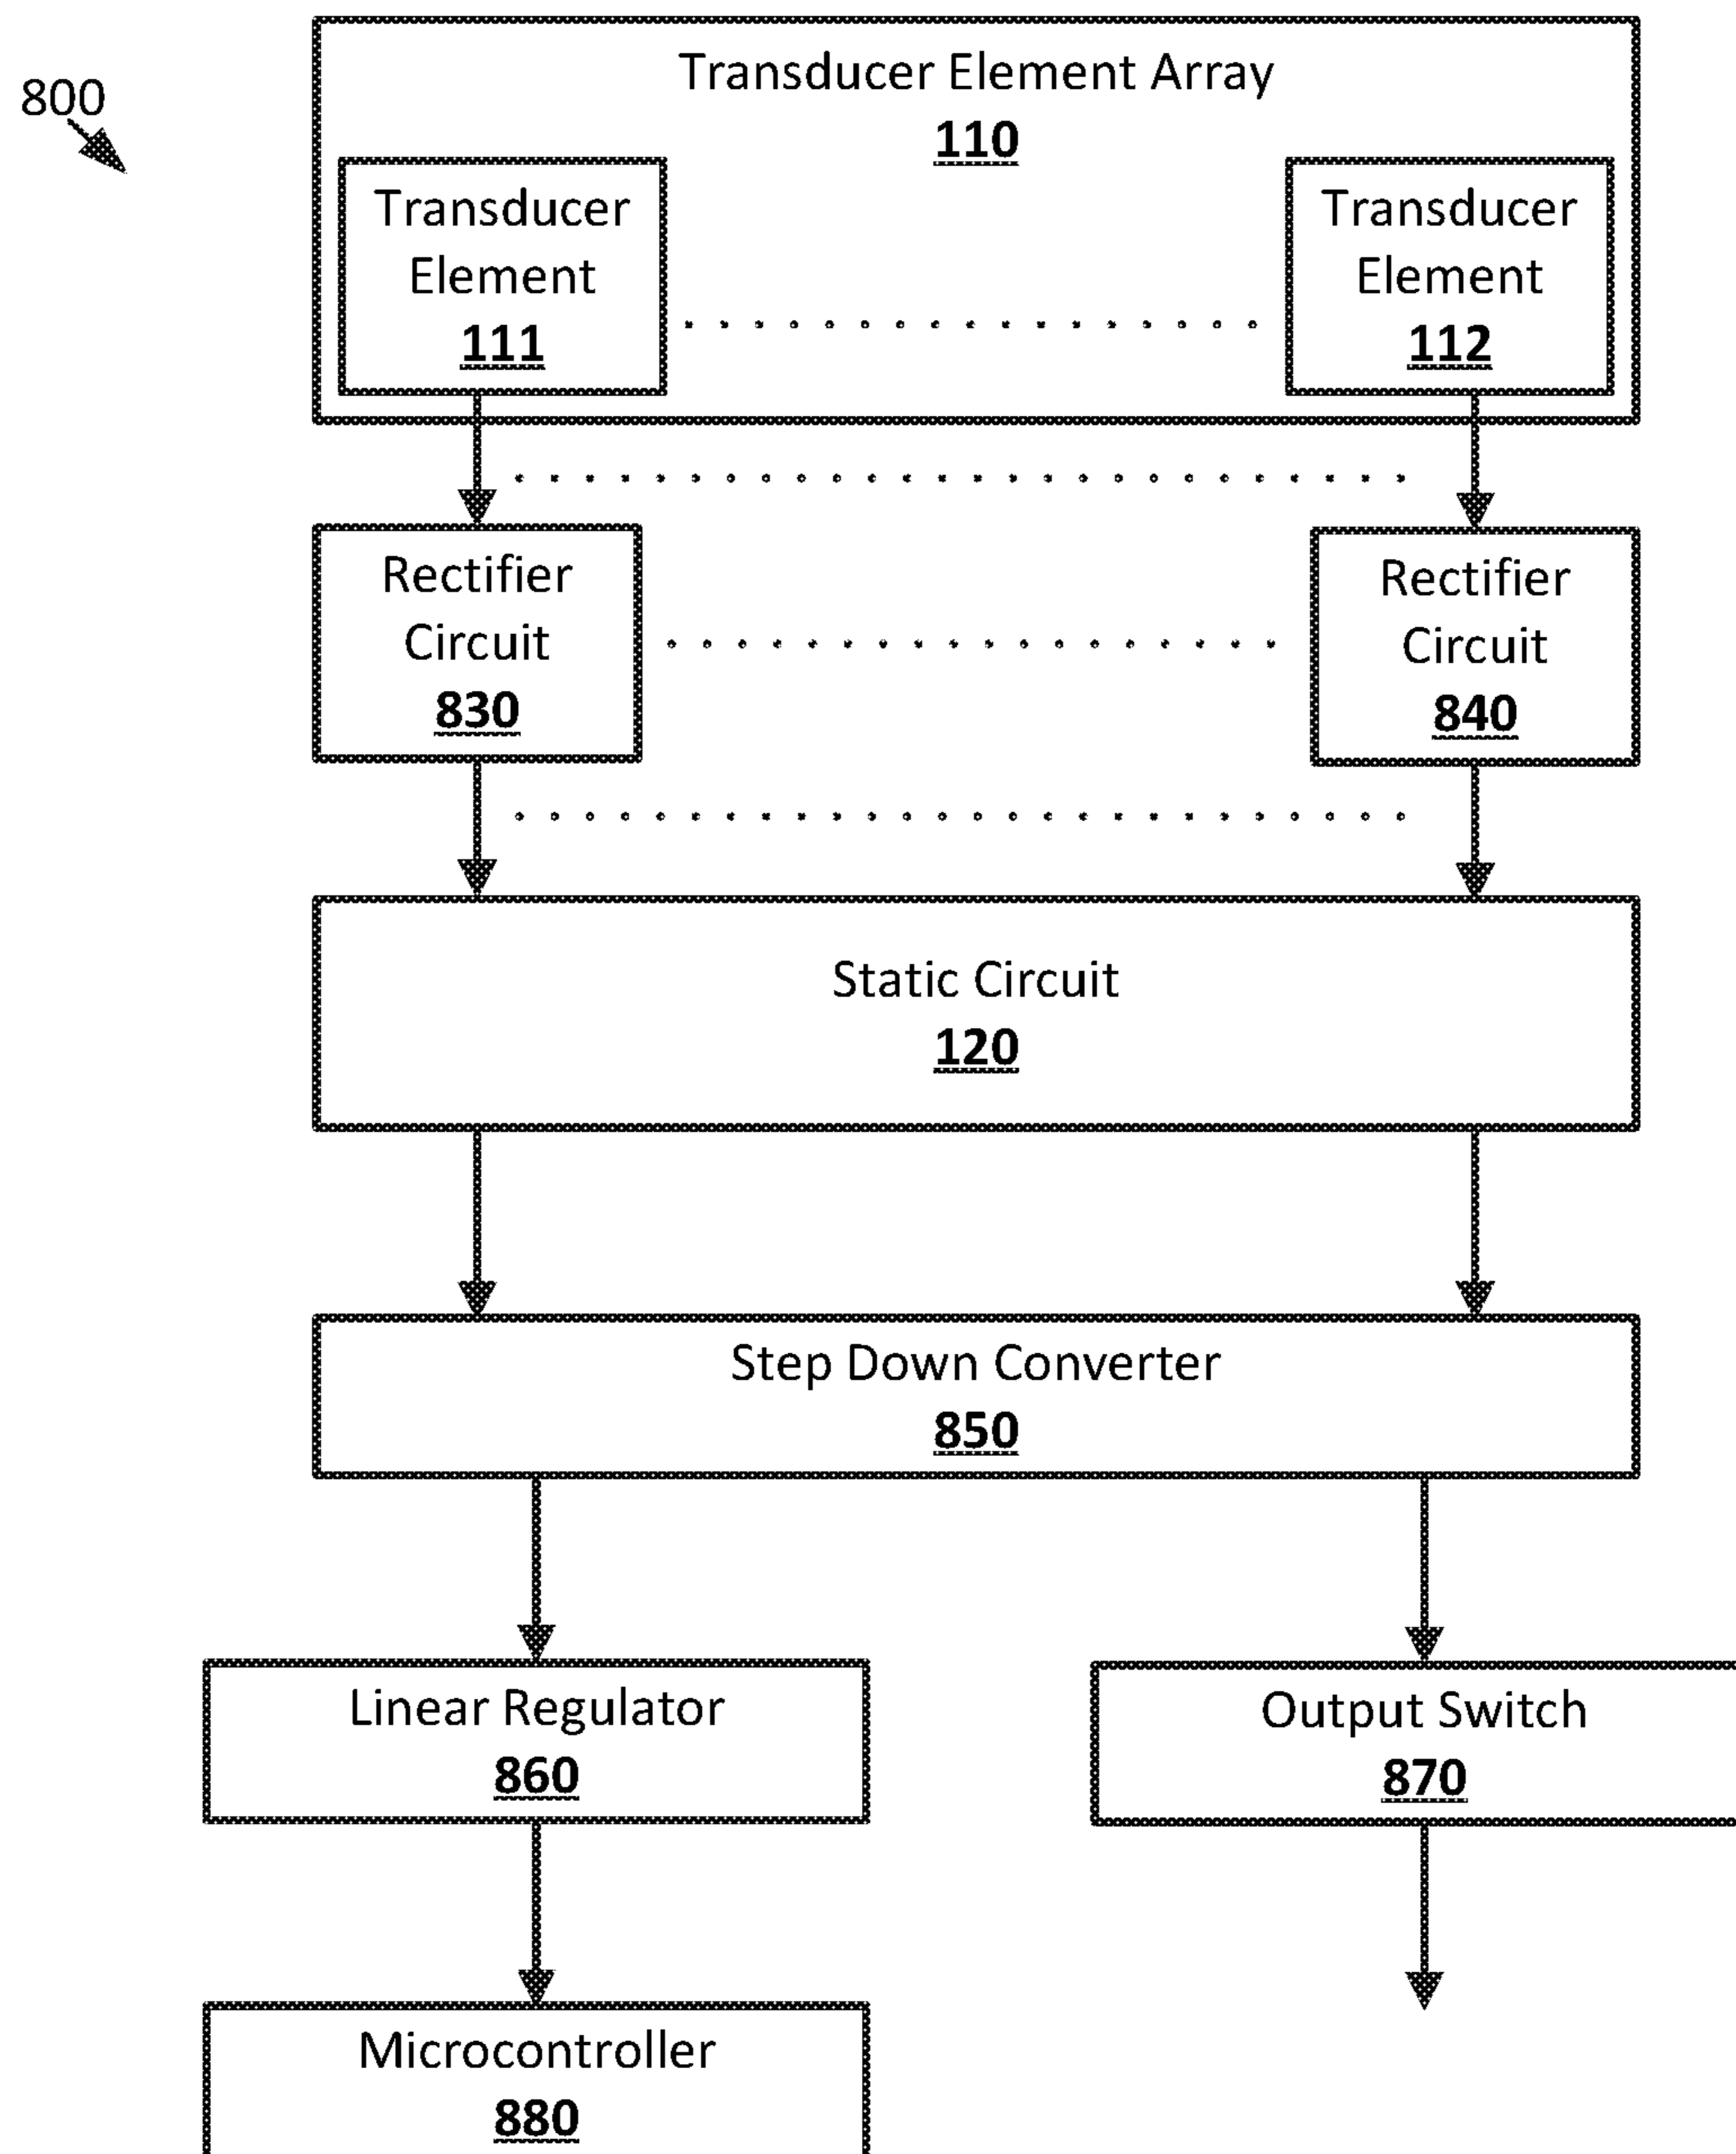 800
Transducer Element Array
110
Transducer
Element
111
Transducer
Element
112
Rectifier
Circuit
830
Rectifier
Circuit
840
Static Circuit
120
Step Down Converter
850
Linear Regulator
860
Output Switch
870
Microcontroller
880